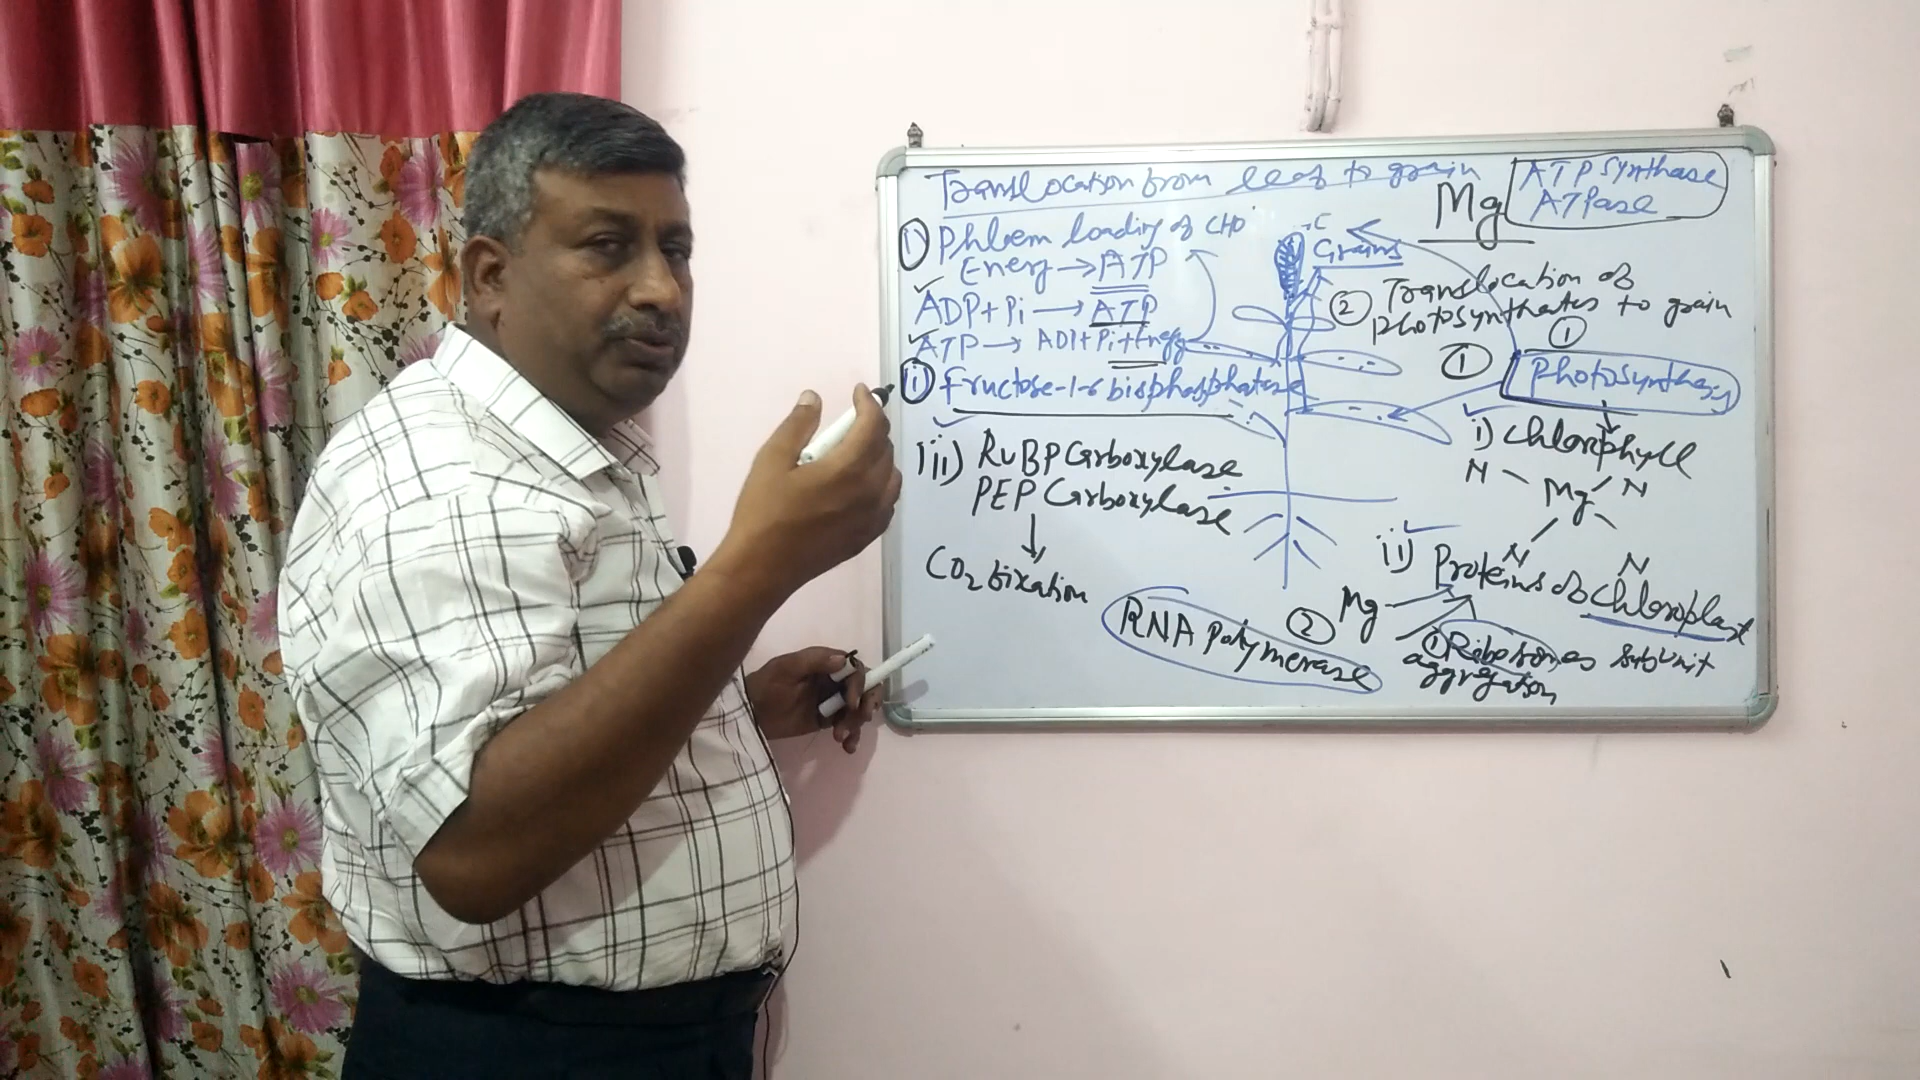 Translocation from leaf to grain
i) Phloem loading of CHO
Energy → ATP
ADP + Pi → ATP
ATP → ADP + Pi + Enrgy
ii) fructose-1-6 bisphosphatase
iii) RuBP Carboxylase
PEP Carboxylase
↓
CO2 fixation
C
Grains
Mg
ATP synthase
ATPase
2 Translocation of
photosynthates to grain
1
1 Photosynthesis
i) Chlorophyll
N N
Mg
N N
ii) Proteins of Chloroplast
2 Mg
1 Ribosomes subunit
aggregation
RNA polymerase